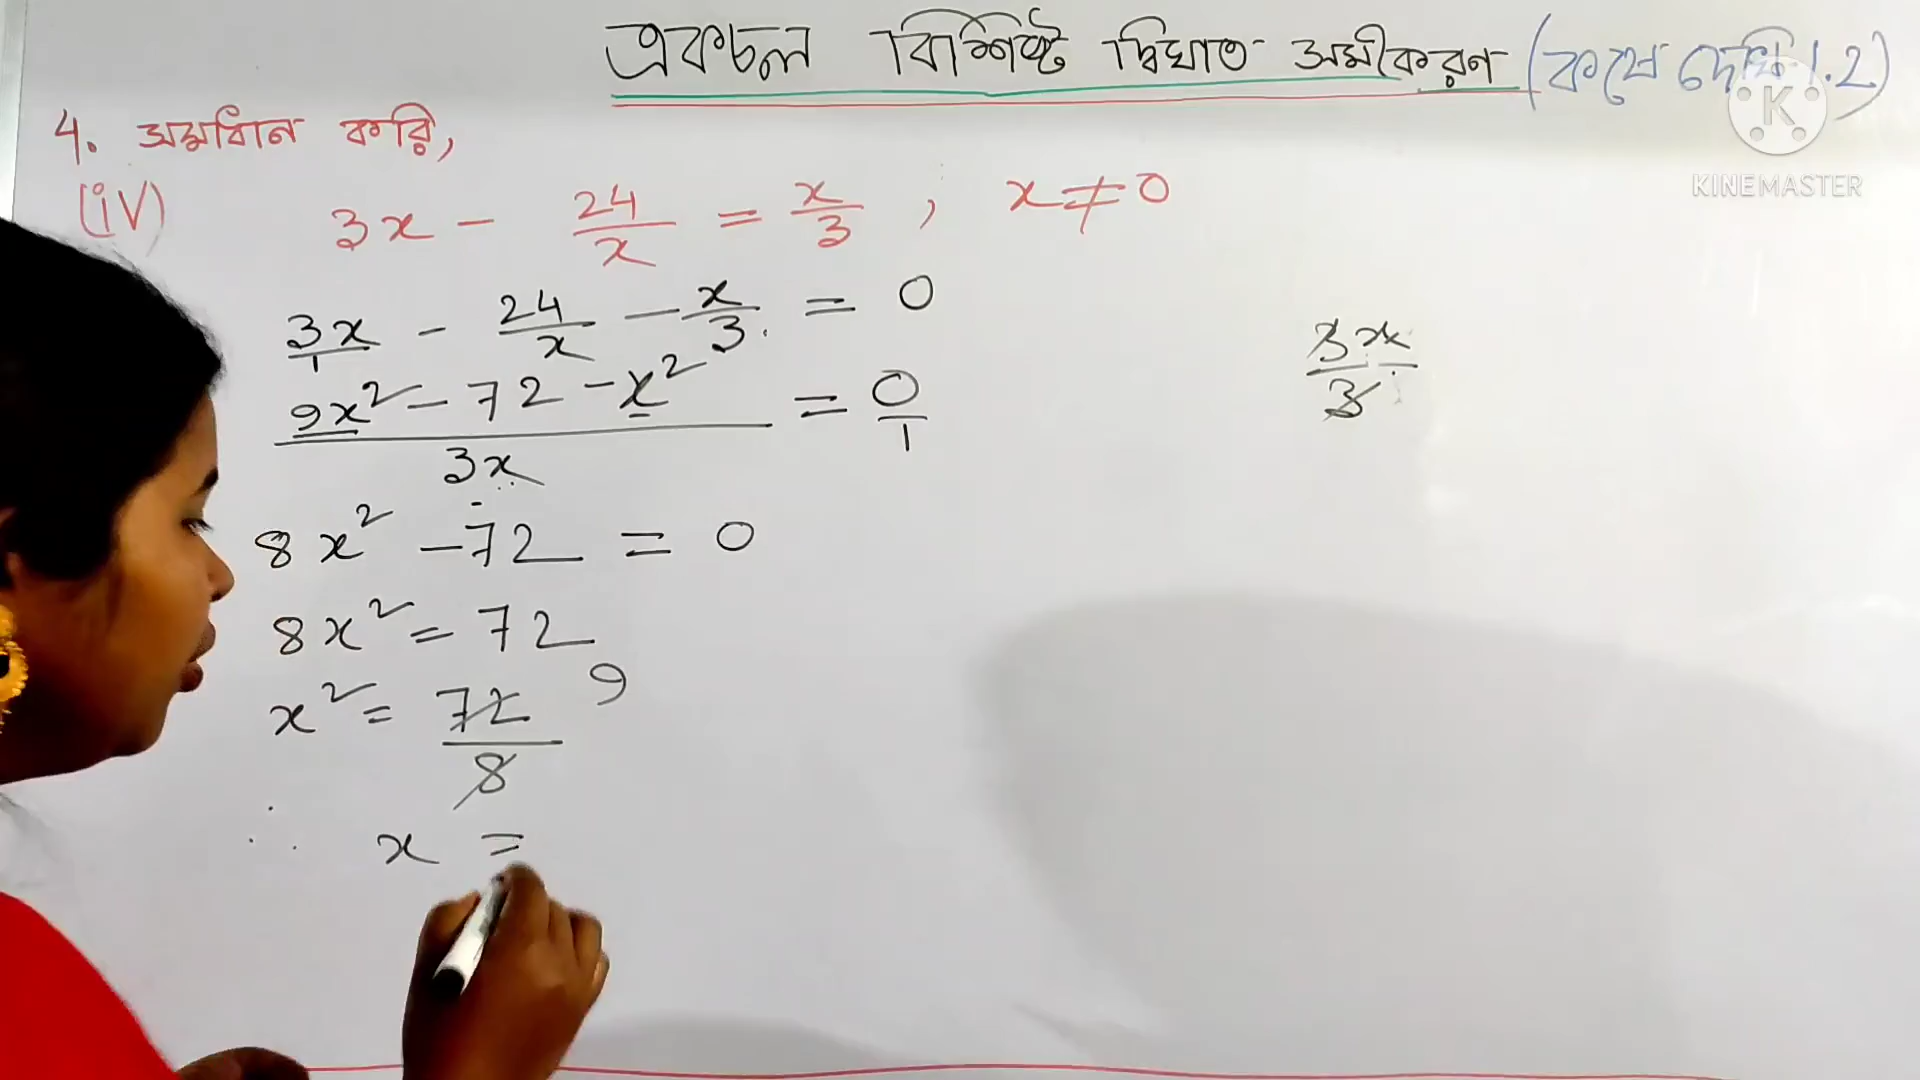 একচল বিশিষ্ট দ্বিঘাত সমীকরণ (কষে দেখি 1.2)
K
KINEMASTER
4. সমাধান করি,
(iv) 3x - 24/x = x/3 , x ≠ 0
3x/1 - 24/x - x/3 = 0
(9x² - 72 - x²)/3x = 0/1
3x/3
8x² - 72 = 0
8x² = 72
x² = 72/8 9
∴ x =